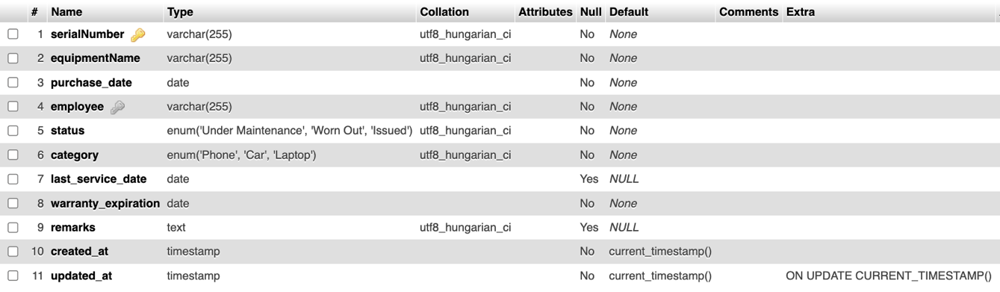 # Name Type Collation Attributes Null Default Comments Extra
1 serialNumber varchar(255) utf8_hungarian_ci No None
2 equipmentName varchar(255) utf8_hungarian_ci No None
3 purchase_date date No None
4 employee varchar(255) utf8_hungarian_ci No None
5 status enum('Under Maintenance', 'Worn Out', 'Issued') utf8_hungarian_ci No None
6 category enum('Phone', 'Car', 'Laptop') utf8_hungarian_ci No None
7 last_service_date date Yes NULL
8 warranty_expiration date No None
9 remarks text utf8_hungarian_ci Yes NULL
10 created_at timestamp No current_timestamp()
11 updated_at timestamp No current_timestamp() ON UPDATE CURRENT_TIMESTAMP()